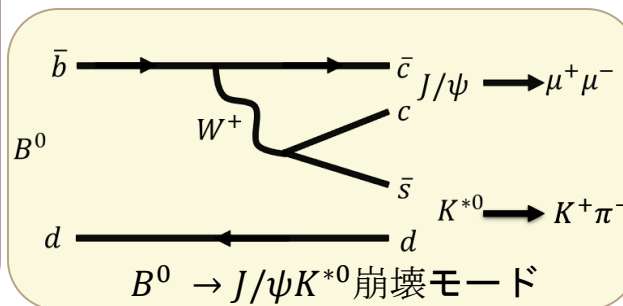 b̄ c̄
J/ψ → μ⁺μ⁻
c
W⁺
B⁰
s̄
K*⁰ → K⁺π⁻
d d
B⁰ → J/ψK*⁰崩壊モード